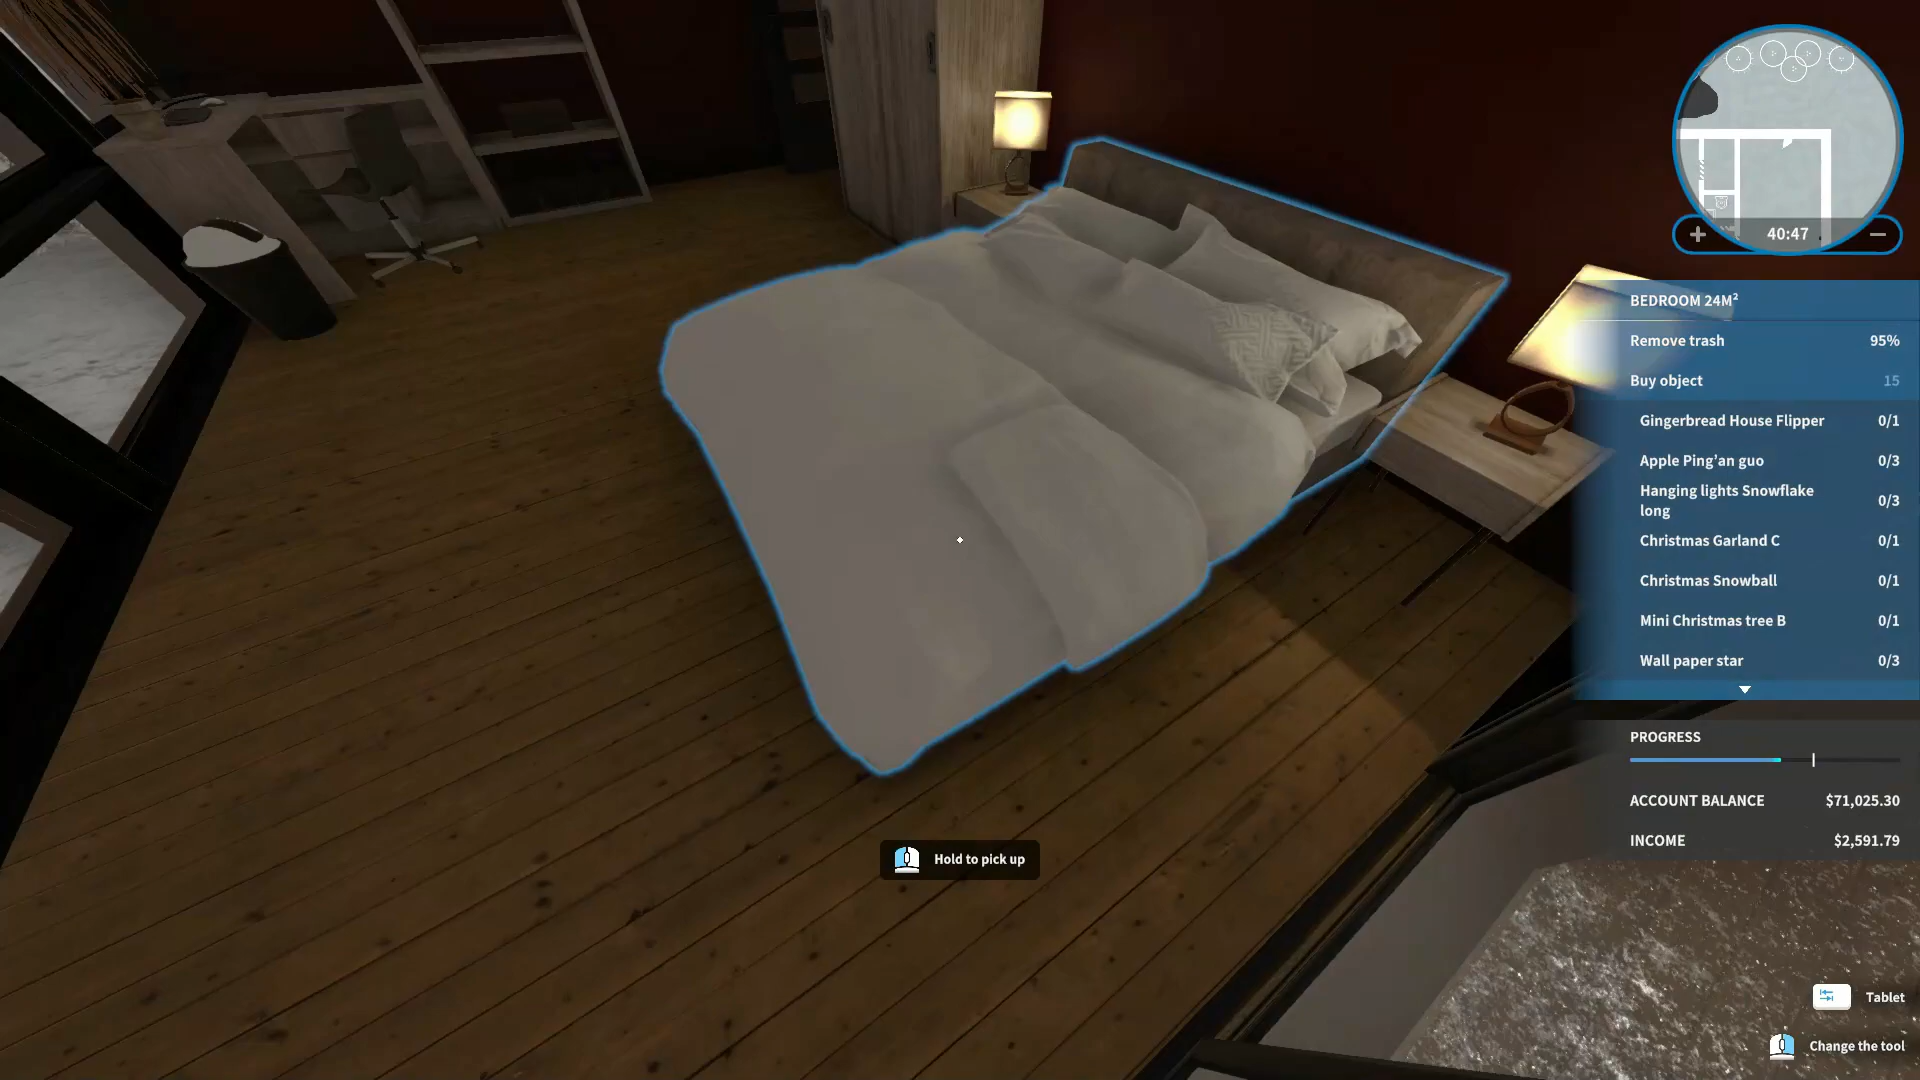 40:47
BEDROOM 24M²
Remove trash 95%
Buy object 15
Gingerbread House Flipper 0/1
Apple Ping’an guo 0/3
Hanging lights Snowflake
long 0/3
Christmas Garland C 0/1
Christmas Snowball 0/1
Mini Christmas tree B 0/1
Wall paper star 0/3
PROGRESS
ACCOUNT BALANCE $71,025.30
INCOME $2,591.79
Hold to pick up
Tablet
Change the tool